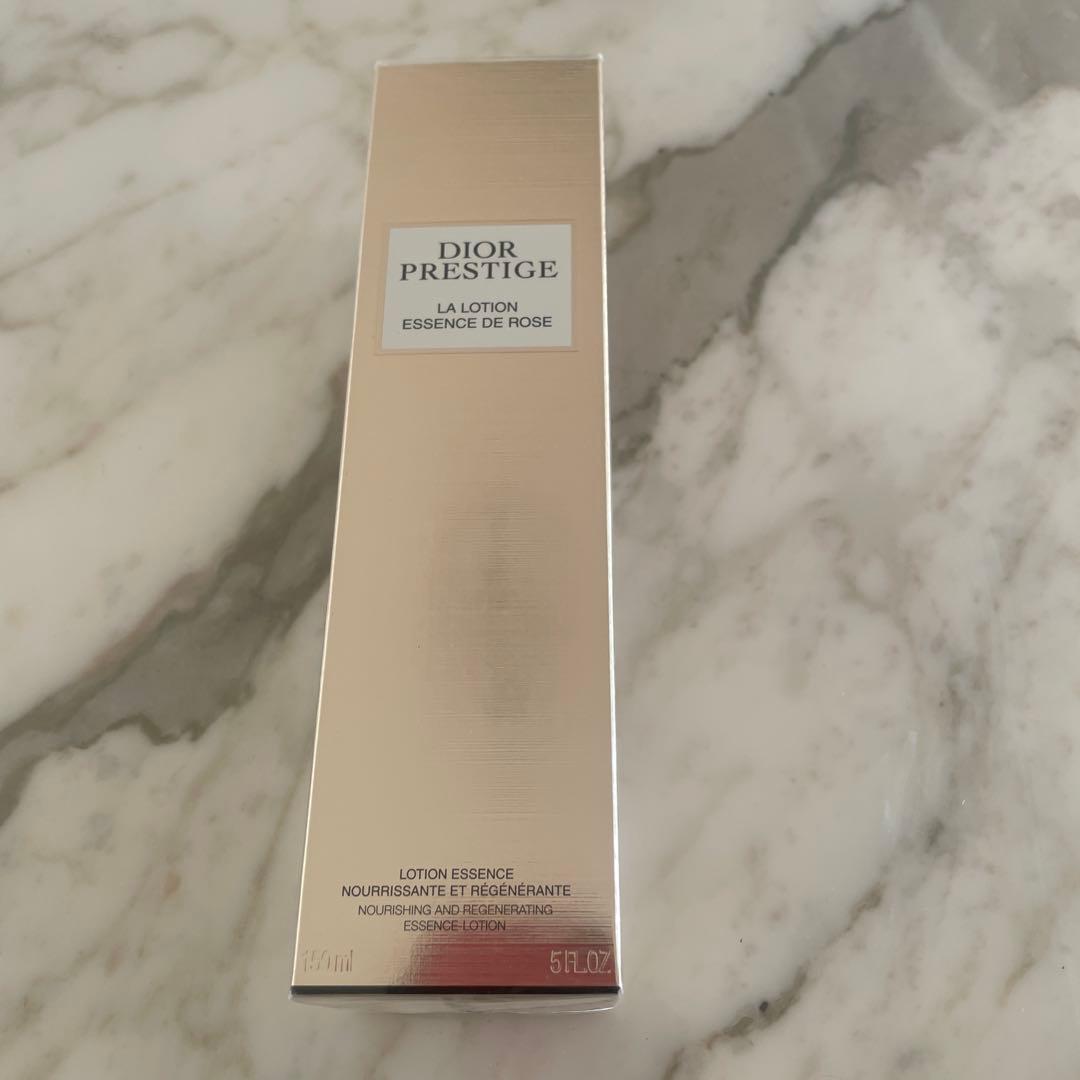 DIOR
PRESTIGE
LA LOTION
ESSENCE DE ROSE
LOTION ESSENCE
NOURRISSANTE ET RÉGÉNÉRANTE
NOURISHING AND REGENERATING
ESSENCE-LOTION
150 ml 5 FL.OZ